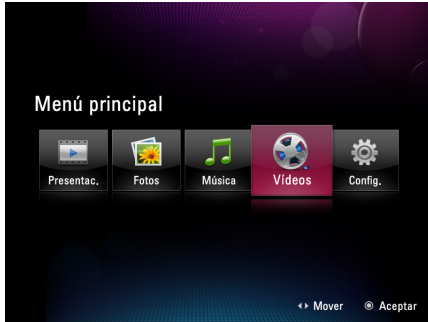 Menú principal
Presentac. Fotos Música Vídeos Config.
Mover Aceptar